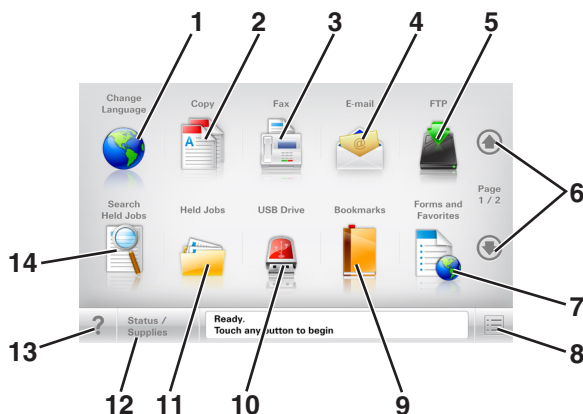 1 2 3 4 5
Change
Language
Copy
Fax
E-mail
FTP
A
@
6
Page
1 / 2
Search
Held Jobs
Held Jobs
USB Drive
Bookmarks
Forms and
Favorites
14
7
?
Status /
Supplies
Ready.
Touch any button to begin
13 12 11 10 9 8